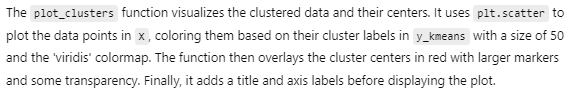 The plot_clusters function visualizes the clustered data and their centers. It uses plt.scatter to
plot the data points in X, coloring them based on their cluster labels in y_kmeans with a size of 50
and the 'viridis' colormap. The function then overlays the cluster centers in red with larger markers
and some transparency. Finally, it adds a title and axis labels before displaying the plot.